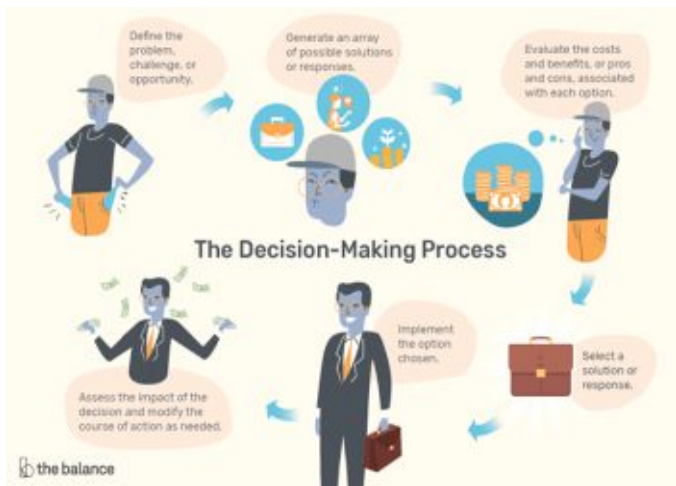 Define the
problem,
challenge, or
opportunity.
Generate an array
of possible solutions
or responses.
Evaluate the costs
and benefits, or pros
and cons, associated
with each option.
The Decision-Making Process
Select a
solution or
response.
Implement
the option
chosen.
Assess the impact of the
decision and modify the
course of action as needed.
the balance